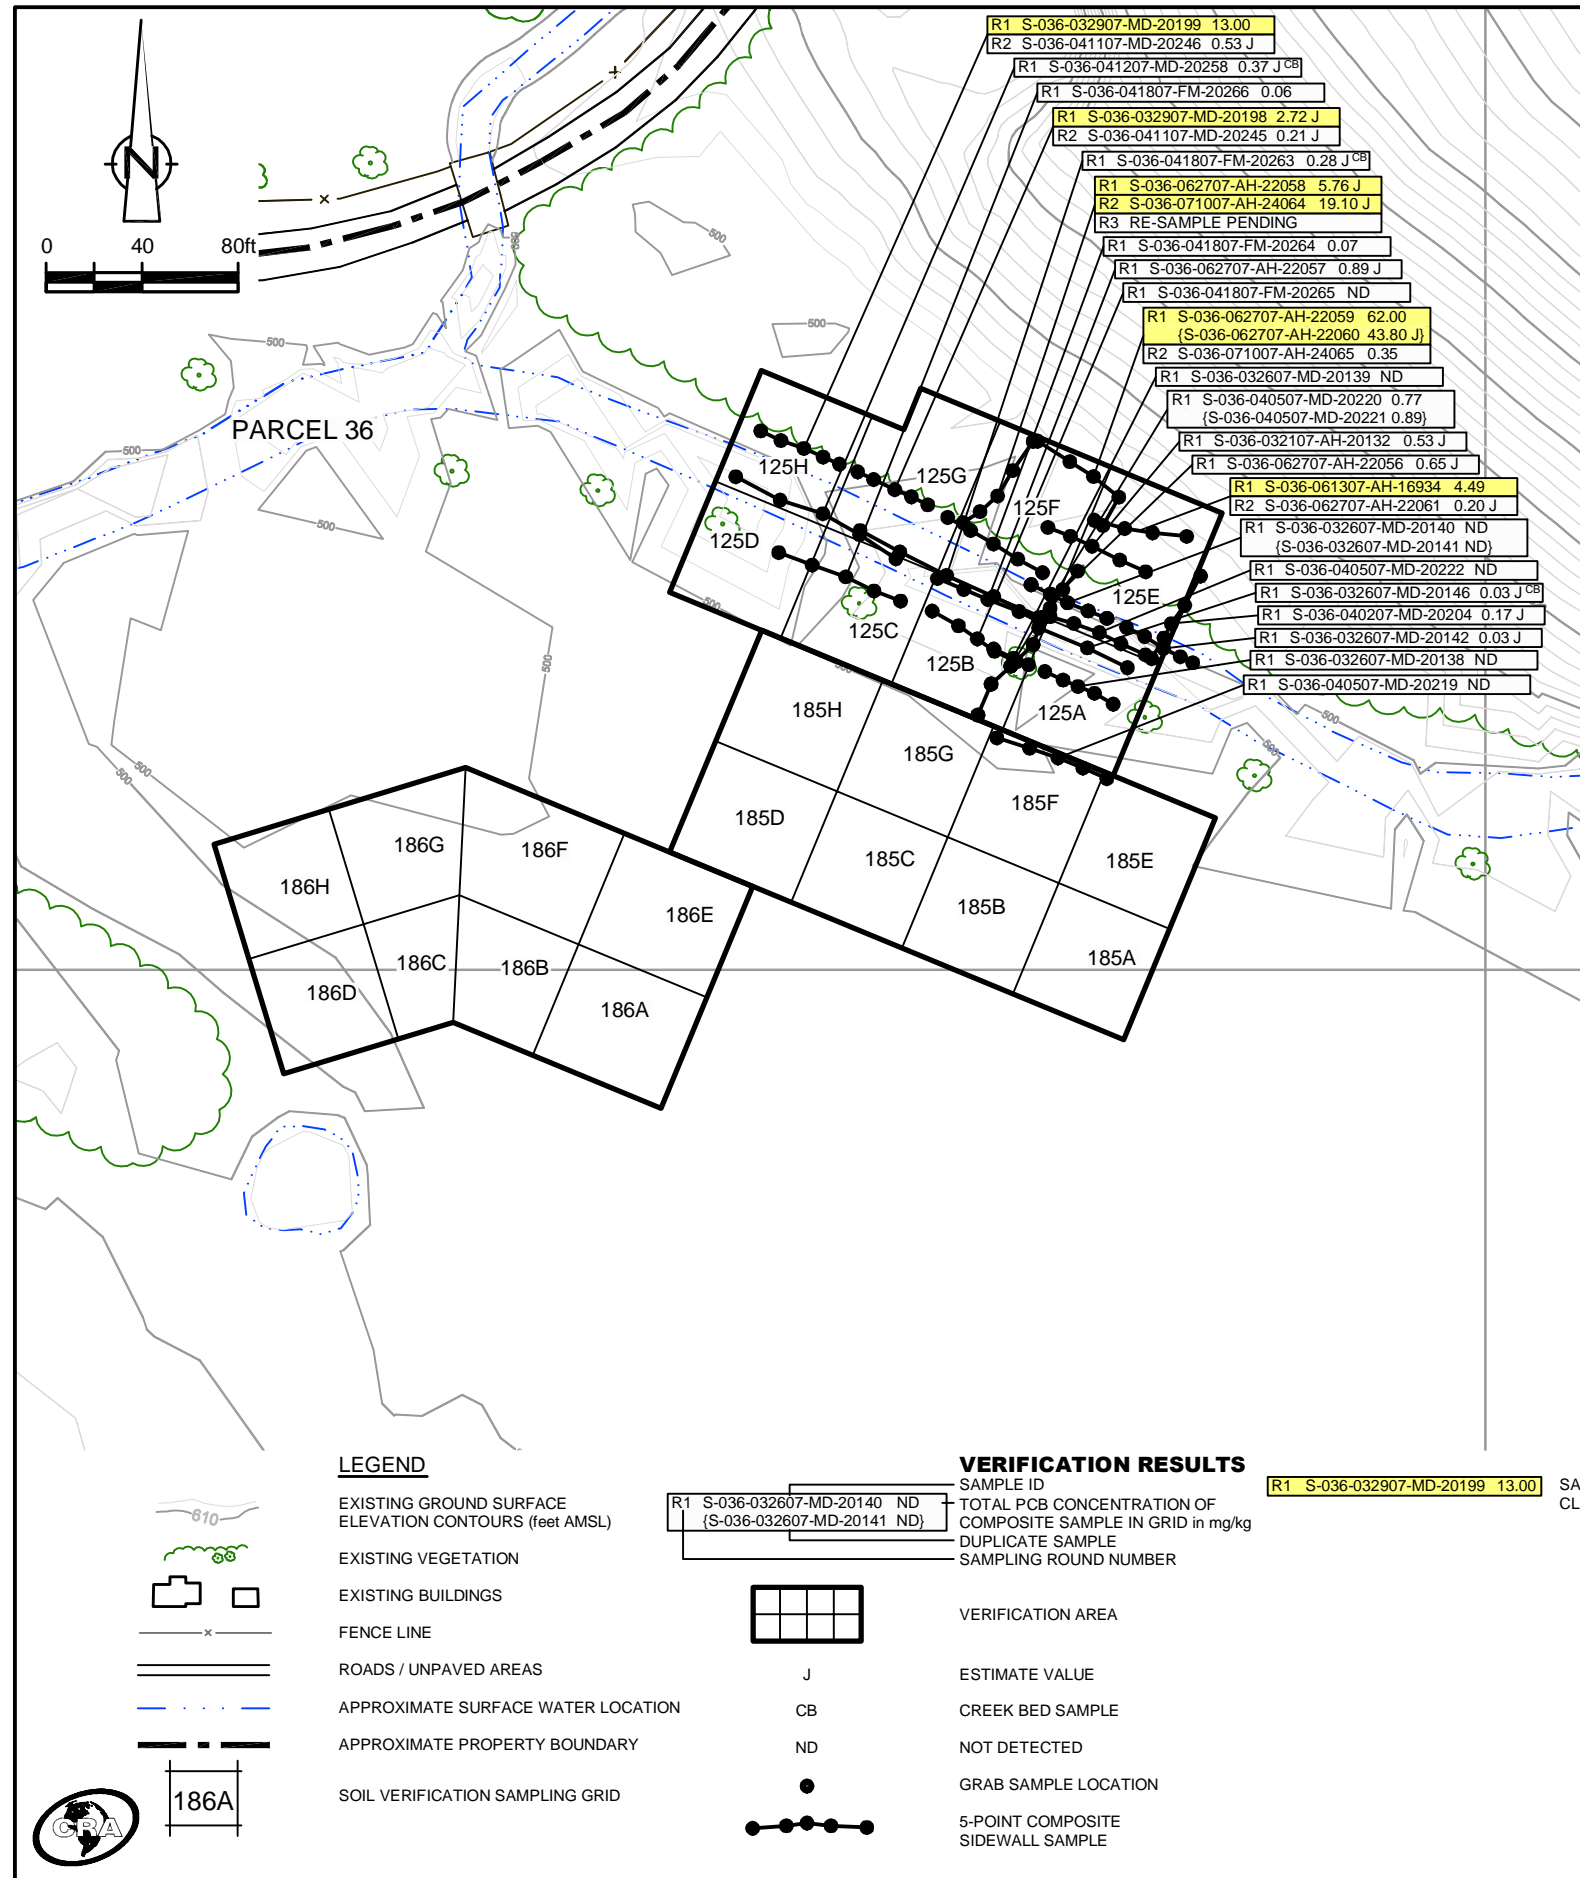 R1 S-036-032907-MD-20199 13.00
R2 S-036-041107-MD-20246 0.53 J
R1 S-036-041207-MD-20258 0.37 J CB
R1 S-036-041807-FM-20266 0.06
R1 S-036-032907-MD-20198 2.72 J
R2 S-036-041107-MD-20245 0.21 J
R1 S-036-041807-FM-20263 0.28 J CB
R1 S-036-062707-AH-22058 5.76 J
R2 S-036-071007-AH-24064 19.10 J
R3 RE-SAMPLE PENDING
R1 S-036-041807-FM-20264 0.07
R1 S-036-062707-AH-22057 0.89 J
R1 S-036-041807-FM-20265 ND
R1 S-036-062707-AH-22059 62.00
{S-036-062707-AH-22060 43.80 J}
R2 S-036-071007-AH-24065 0.35
R1 S-036-032607-MD-20139 ND
R1 S-036-040507-MD-20220 0.77
{S-036-040507-MD-20221 0.89}
R1 S-036-032107-AH-20132 0.53 J
R1 S-036-062707-AH-22056 0.65 J
R1 S-036-061307-AH-16934 4.49
R2 S-036-062707-AH-22061 0.20 J
R1 S-036-032607-MD-20140 ND
{S-036-032607-MD-20141 ND}
R1 S-036-040507-MD-20222 ND
R1 S-036-032607-MD-20146 0.03 J CB
R1 S-036-040207-MD-20204 0.17 J
R1 S-036-032607-MD-20142 0.03 J
R1 S-036-032607-MD-20138 ND
R1 S-036-040507-MD-20219 ND
N
0 40 80ft
PARCEL 36
500
500
500
500
500
500
500
500
500
500
500
125H
125G
125F
125D
125E
125C
125B
125A
185H
185G
185F
185D
185C
185E
185B
185A
186G
186F
186H
186E
186C
186B
186D
186A
LEGEND
610
EXISTING GROUND SURFACE
ELEVATION CONTOURS (feet AMSL)
EXISTING VEGETATION
EXISTING BUILDINGS
FENCE LINE
ROADS / UNPAVED AREAS
APPROXIMATE SURFACE WATER LOCATION
APPROXIMATE PROPERTY BOUNDARY
186A
SOIL VERIFICATION SAMPLING GRID
CRA
VERIFICATION RESULTS
R1 S-036-032607-MD-20140 ND
{S-036-032607-MD-20141 ND}
SAMPLE ID
TOTAL PCB CONCENTRATION OF
COMPOSITE SAMPLE IN GRID in mg/kg
DUPLICATE SAMPLE
SAMPLING ROUND NUMBER
R1 S-036-032907-MD-20199 13.00
SA
CL
VERIFICATION AREA
J
ESTIMATE VALUE
CB
CREEK BED SAMPLE
ND
NOT DETECTED
GRAB SAMPLE LOCATION
5-POINT COMPOSITE
SIDEWALL SAMPLE